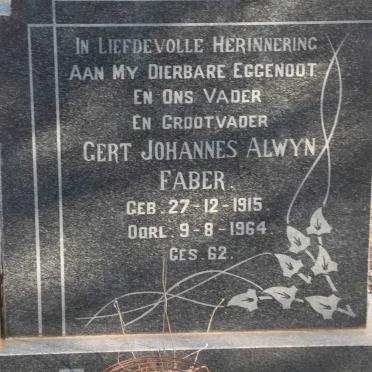 IN LIEFDEVOLLE HERINNERING
AAN MY DIERBARE EGGENOOT
EN ONS VADER
EN GROOTVADER
GERT JOHANNES ALWYN
FABER.
GEB. 27-12-1915.
OORL. 9-8-1964.
GES. 62.